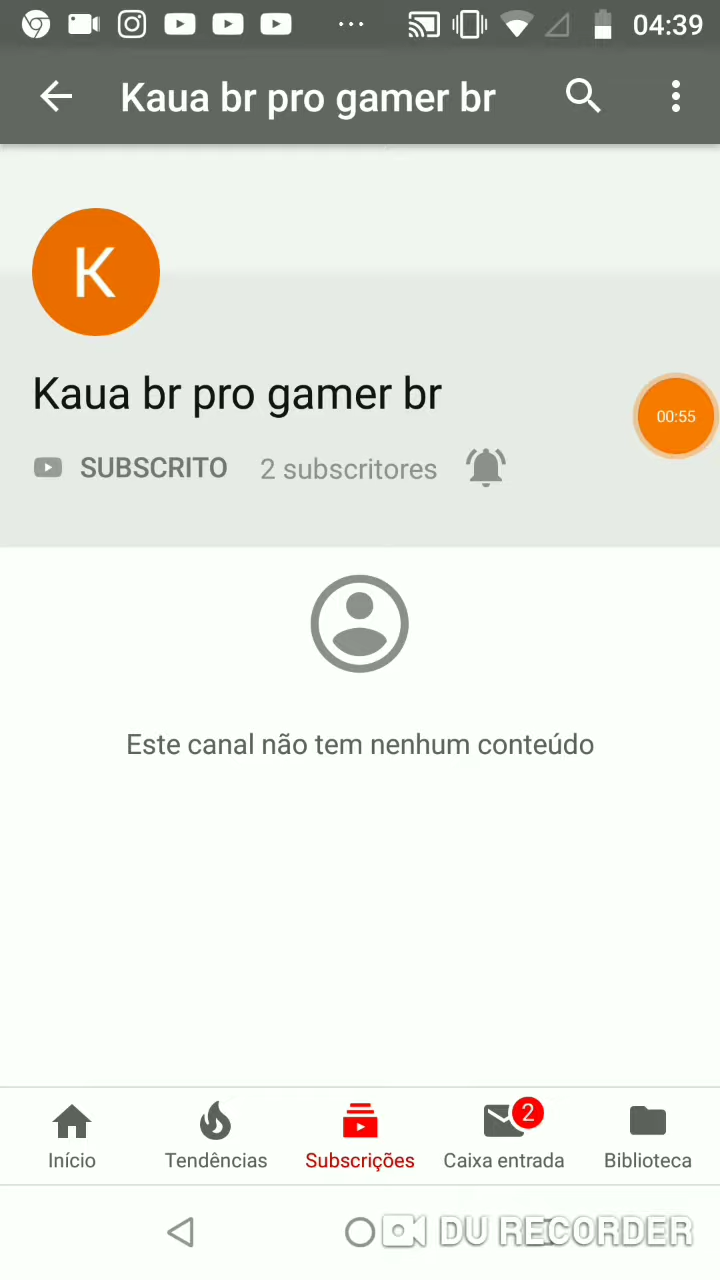 04:39
Kaua br pro gamer br
K
Kaua br pro gamer br
00:55
SUBSCRITO 2 subscritores
Este canal não tem nenhum conteúdo
2
Início Tendências Subscrições Caixa entrada Biblioteca
DU RECORDER